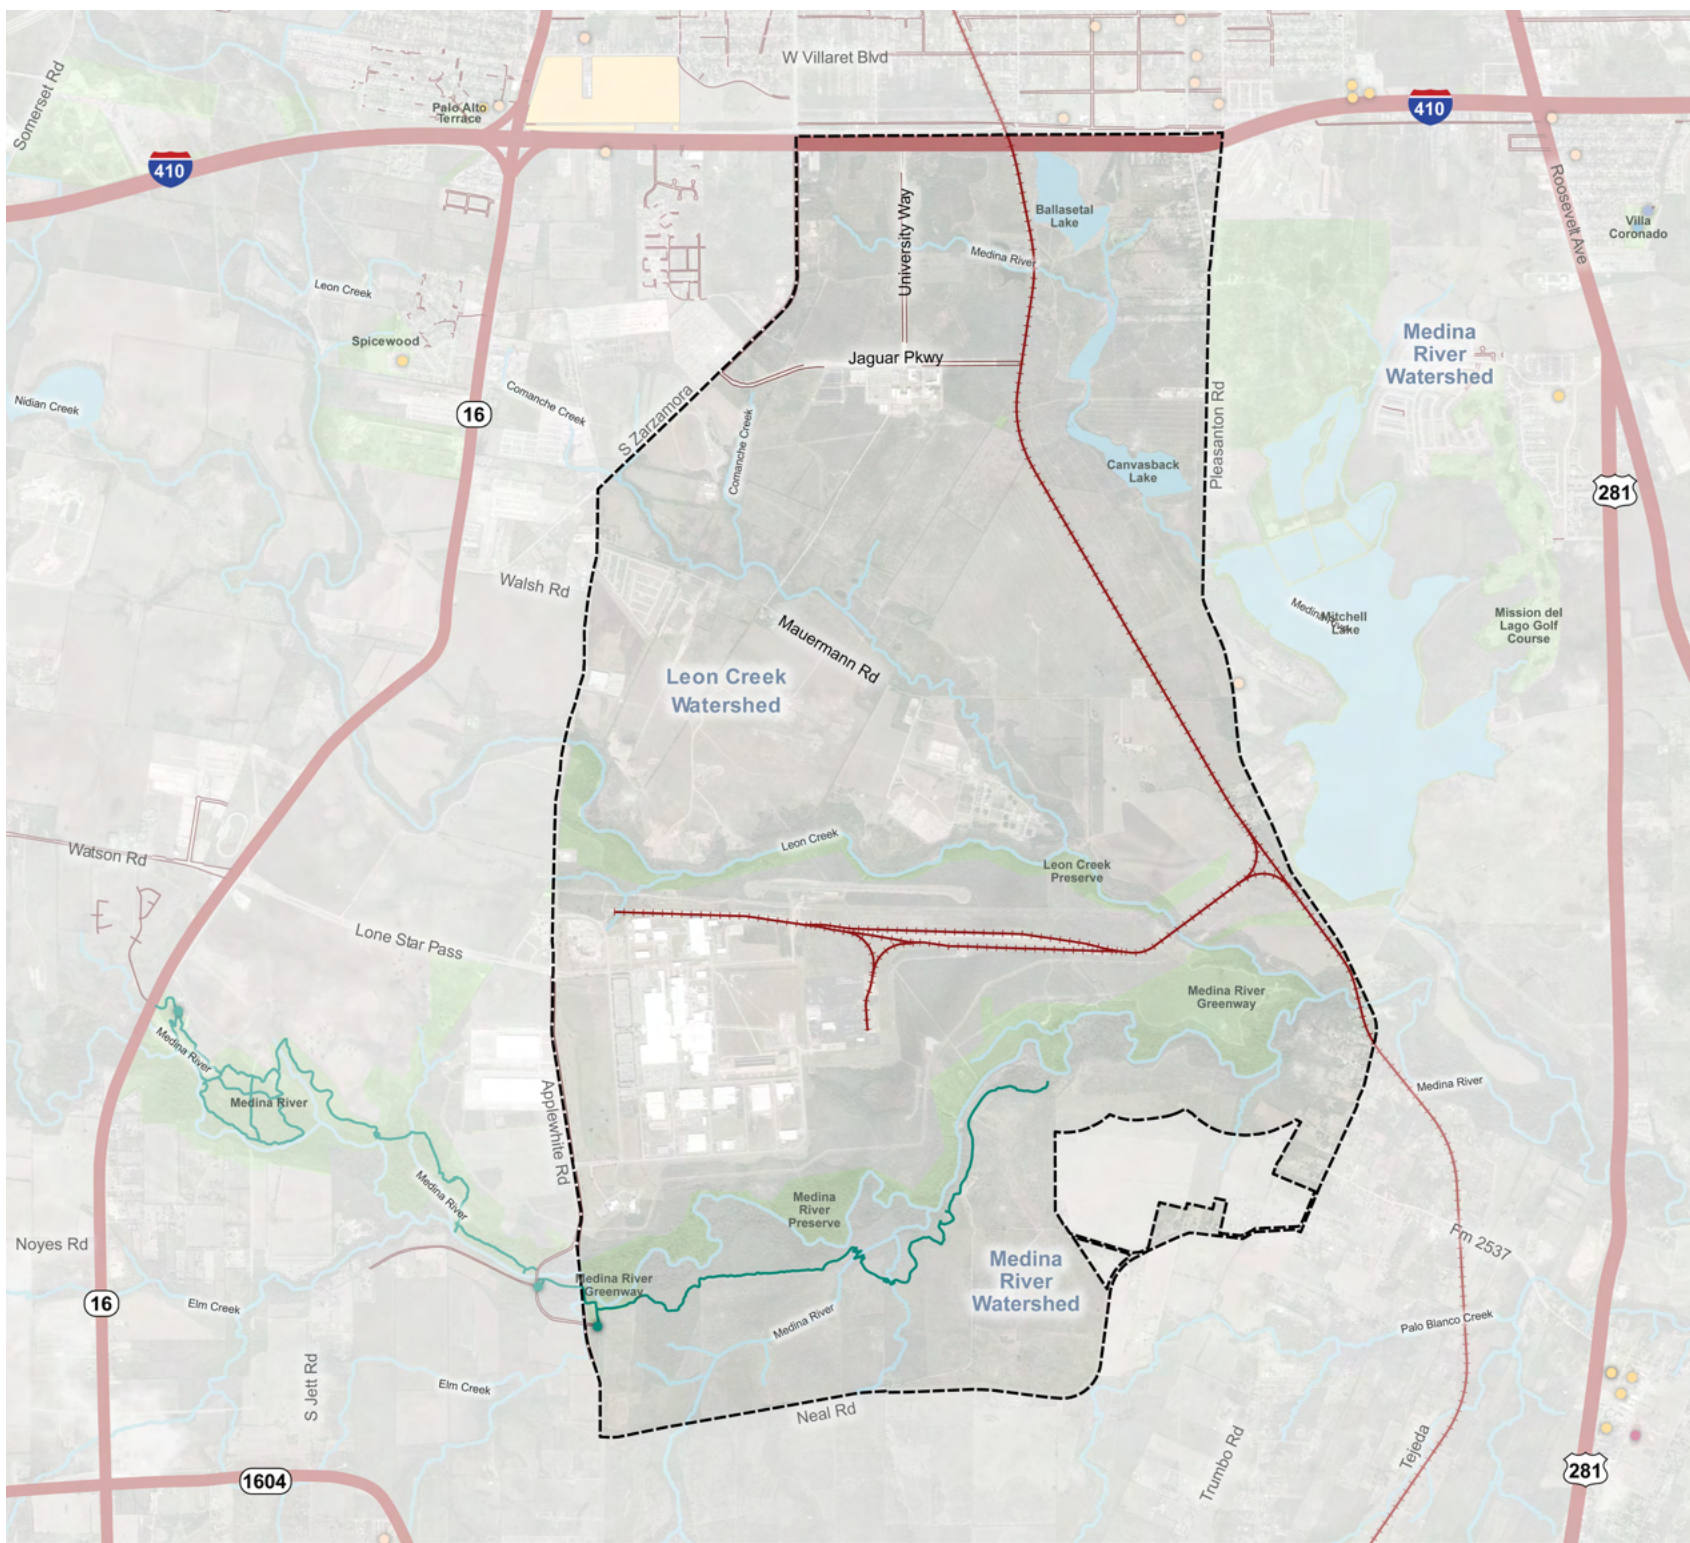 W Villaret Blvd
Somerset Rd
Palo Alto
Terrace
410
410
Roosevelt Ave
Villa
Coronado
University Way
Ballasetal
Lake
Medina River
Leon Creek
Spicewood
Jaguar Pkwy
Medina
River
Watershed
Nidian Creek
16
Comanche Creek
S Zarzamora
Comanche Creek
Pleasanton Rd
Canvasback
Lake
281
Walsh Rd
Mauermann Rd
Mitchell
Lake
Mission del
Lago Golf
Course
Leon Creek
Watershed
Watson Rd
Leon Creek
Leon Creek
Preserve
Lone Star Pass
Medina River
Greenway
Medina River
Medina River
Medina River
Applewhite Rd
Medina River
Medina
River
Preserve
Noyes Rd
Medina
River
Watershed
Fm 2537
Medina River
Greenway
16
Elm Creek
Medina River
Palo Blanco Creek
S Jett Rd
Elm Creek
Neal Rd
Trumbo Rd
Tejeda
1604
281